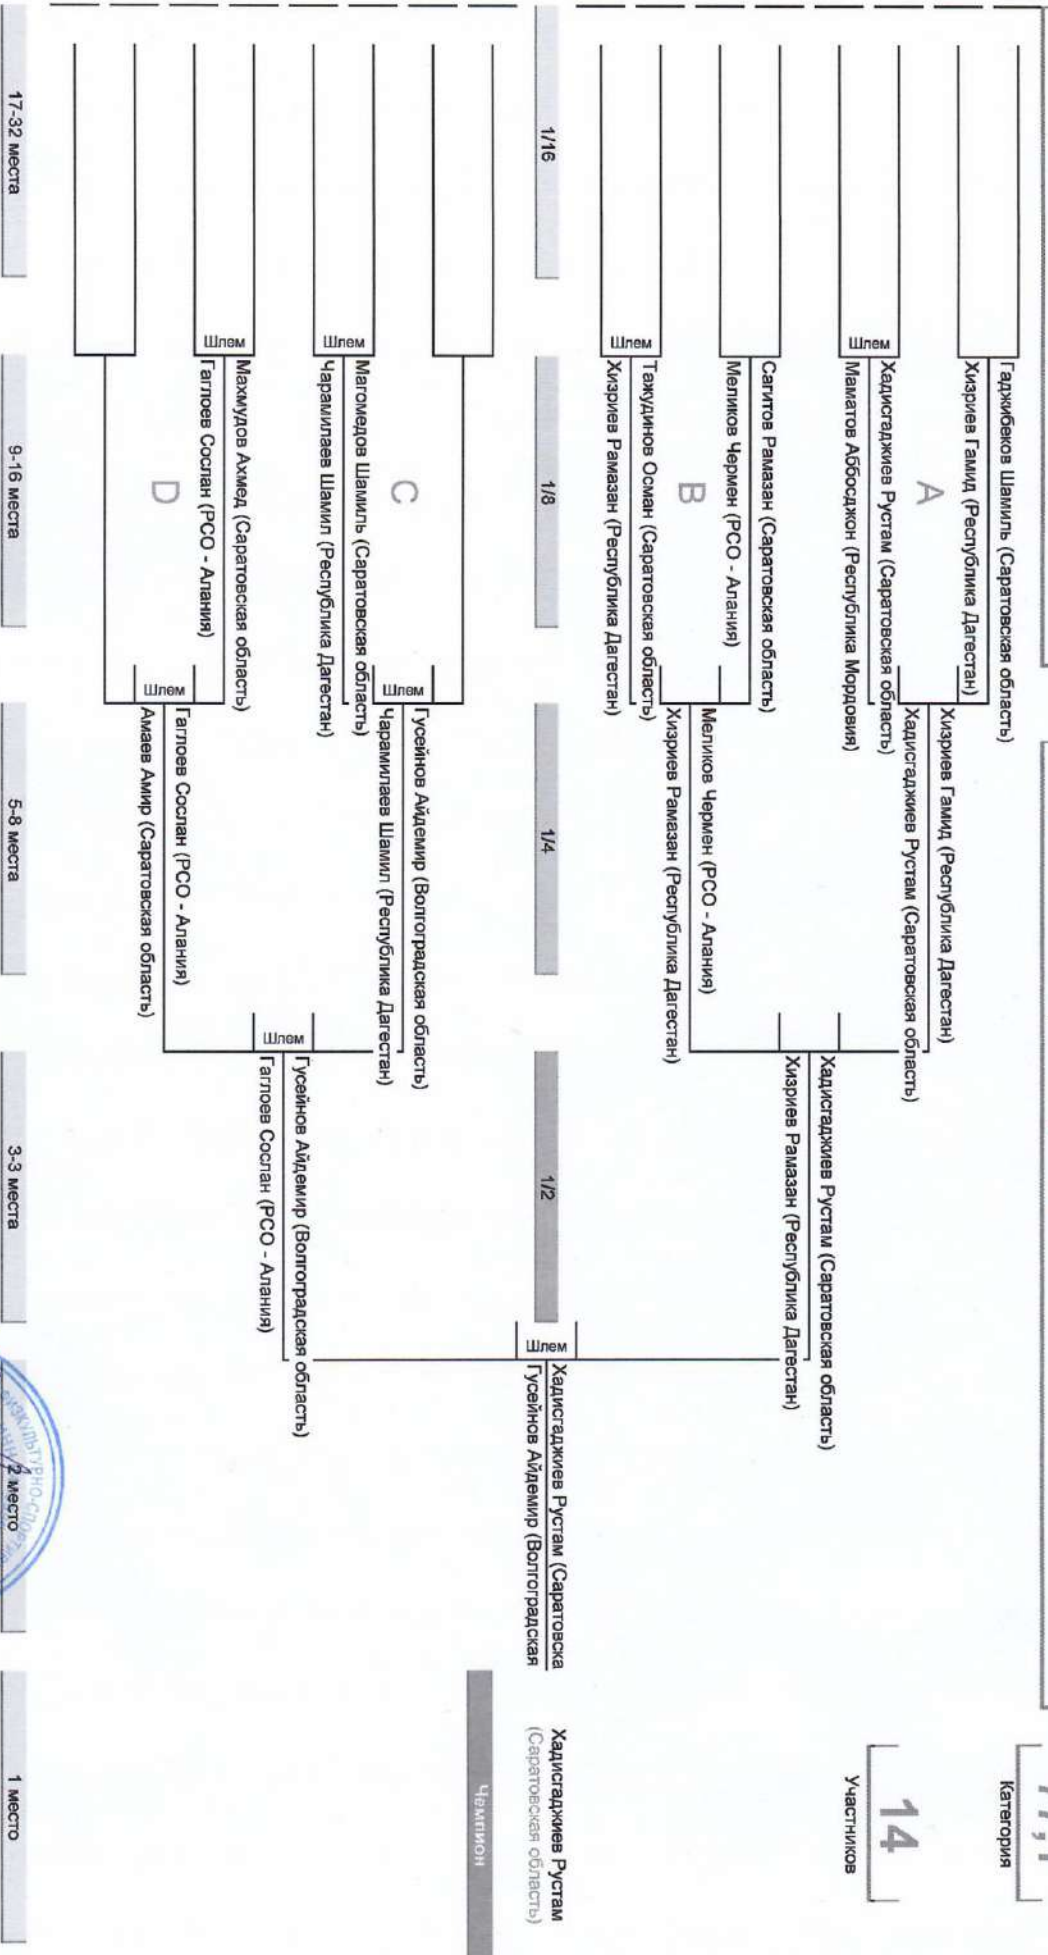 Категория
14
Участников
Гаджибеков Шамиль (Саратовская область)
Хизриев Гамид (Республика Дагестан)
A
Шлем
Хадисгаджиев Рустам (Саратовская область)
Маматов Аббосджон (Республика Мордовия)
Хизриев Гамид (Республика Дагестан)
Хадисгаджиев Рустам (Саратовская область)
Сагитов Рамазан (Саратовская область)
Меликов Чермен (РСО - Алания)
B
Шлем
Тажудинов Осман (Саратовская область)
Хизриев Рамазан (Республика Дагестан)
Меликов Чермен (РСО - Алания)
Хизриев Рамазан (Республика Дагестан)
Хадисгаджиев Рустам (Саратовская область)
Хизриев Рамазан (Республика Дагестан)
1/16
1/8
1/4
1/2
Шлем
Хадисгаджиев Рустам (Саратовска
Гусейнов Айдемир (Волгоградская
Хадисгаджиев Рустам
(Саратовская область)
Чемпион
C
Шлем
Магомедов Шамиль (Саратовская область)
Чарамилаев Шамил (Республика Дагестан)
Шлем
Гусейнов Айдемир (Волгоградская область)
Чарамилаев Шамил (Республика Дагестан)
Шлем
Махмудов Ахмед (Саратовская область)
Гаглоев Сослан (РСО - Алания)
D
Шлем
Гаглоев Сослан (РСО - Алания)
Амаев Амир (Саратовская область)
Шлем
Гусейнов Айдемир (Волгоградская область)
Гаглоев Сослан (РСО - Алания)
17-32 места
9-16 места
5-8 места
3-3 места
2 место
1 место